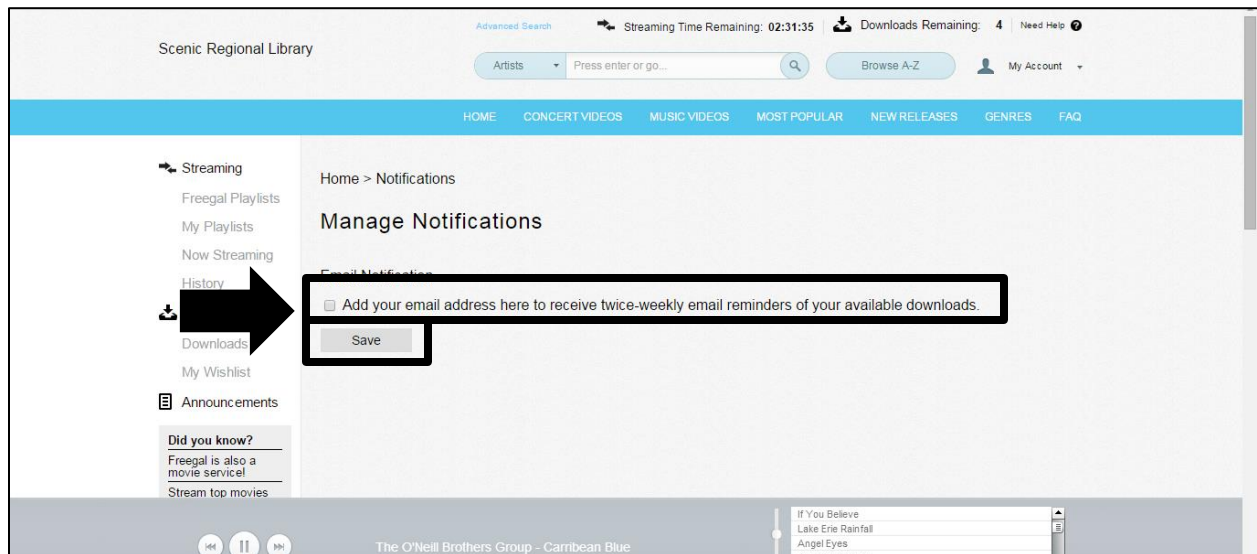 Advanced Search Streaming Time Remaining: 02:31:35 Downloads Remaining: 4 Need Help
Scenic Regional Library
Artists Press enter or go... Browse A-Z My Account
HOME CONCERT VIDEOS MUSIC VIDEOS MOST POPULAR NEW RELEASES GENRES FAQ
Streaming
Freegal Playlists
My Playlists
Now Streaming
History
Downloads
My Wishlist
Announcements
Did you know?
Freegal is also a
movie service!
Stream top movies
Home > Notifications
Manage Notifications
Email Notification
Add your email address here to receive twice-weekly email reminders of your available downloads.
Save
The O'Neill Brothers Group - Carribean Blue
If You Believe
Lake Erie Rainfall
Angel Eyes